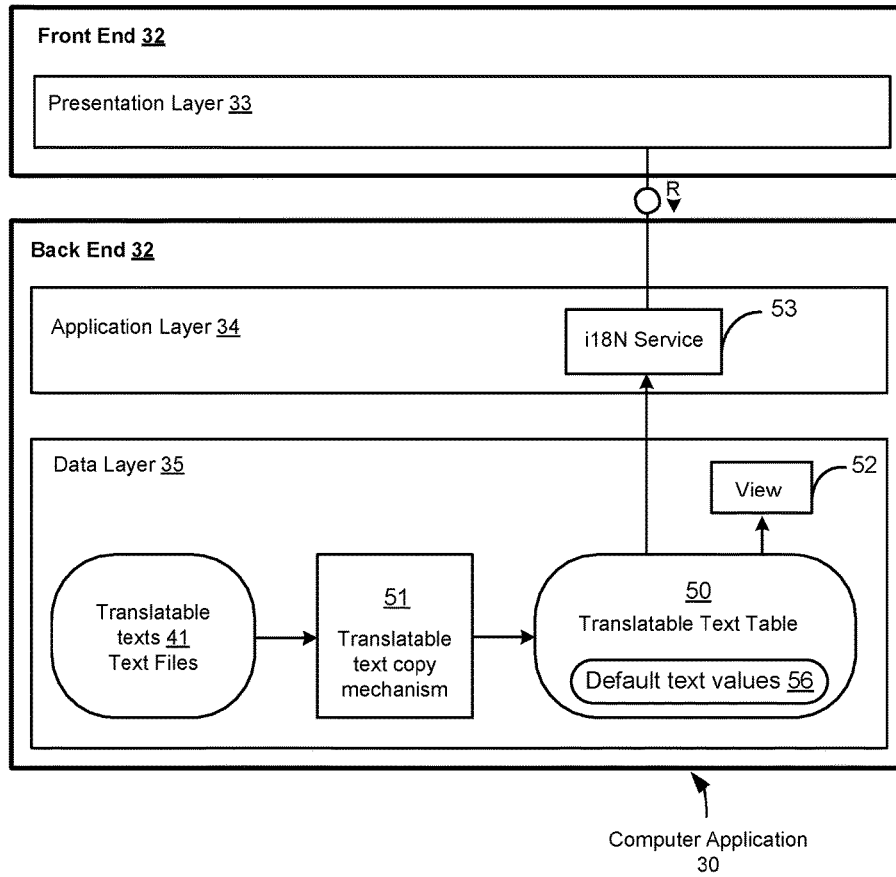 Front End 32
Presentation Layer 33
R
Back End 32
Application Layer 34
i18N Service
53
Data Layer 35
View
52
Translatable
texts 41
Text Files
51
Translatable
text copy
mechanism
50
Translatable Text Table
Default text values 56
Computer Application
30